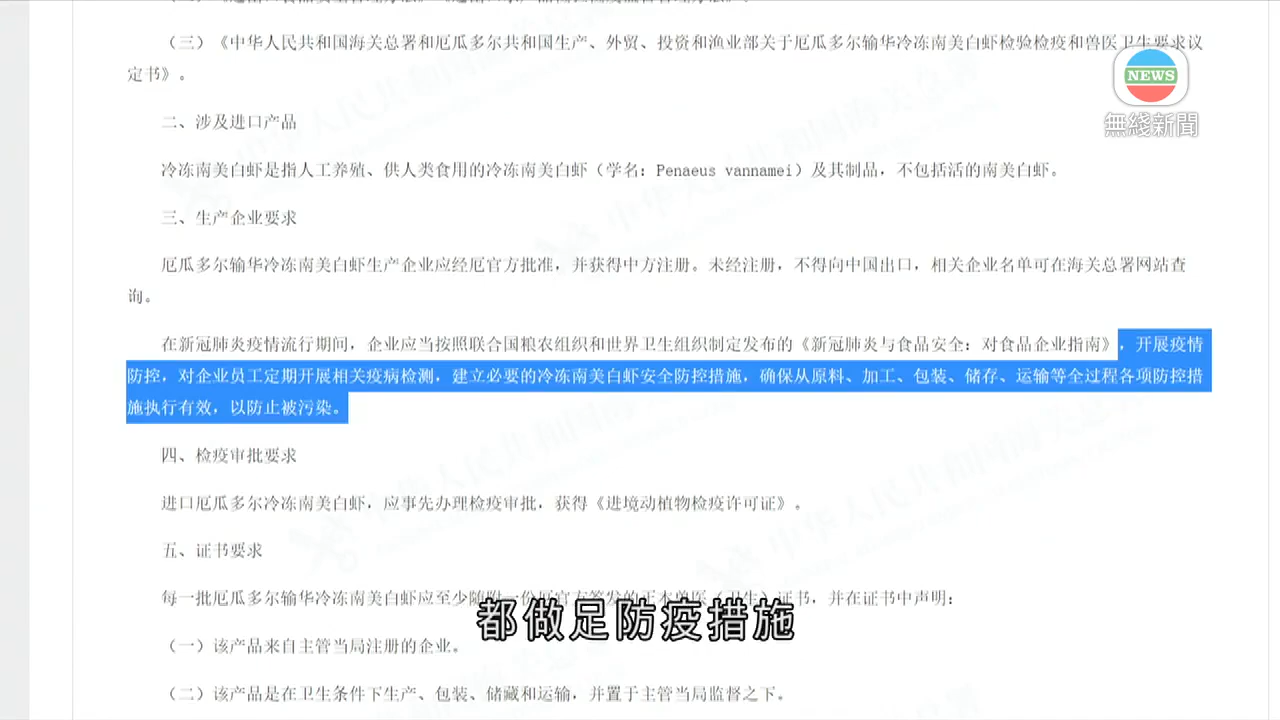 （三）《中华人民共和国海关总署和厄瓜多尔共和国生产、外贸、投资和渔业部关于厄瓜多尔输华冷冻南美白虾检验检疫和兽医卫生要求议
定书》。
NEWS
無綫新聞
二、涉及进口产品
冷冻南美白虾是指人工养殖、供人类食用的冷冻南美白虾（学名：Penaeus vannamei）及其制品，不包括活的南美白虾。
三、生产企业要求
厄瓜多尔输华冷冻南美白虾生产企业应经厄官方批准，并获得中方注册。未经注册，不得向中国出口，相关企业名单可在海关总署网站查
询。
在新冠肺炎疫情流行期间，企业应当按照联合国粮农组织和世界卫生组织制定发布的《新冠肺炎与食品安全：对食品企业指南》，开展疫情
防控，对企业员工定期开展相关疫病检测，建立必要的冷冻南美白虾安全防控措施，确保从原料、加工、包装、储存、运输等全过程各项防控措
施执行有效，以防止被污染。
四、检疫审批要求
进口厄瓜多尔冷冻南美白虾，应事先办理检疫审批，获得《进境动植物检疫许可证》。
五、证书要求
每一批厄瓜多尔输华冷冻南美白虾应至少随附一份厄官方签发的正本兽医（卫生）证书，并在证书中声明：
都做足防疫措施
（一）该产品来自主管当局注册的企业。
（二）该产品是在卫生条件下生产、包装、储藏和运输，并置于主管当局监督之下。